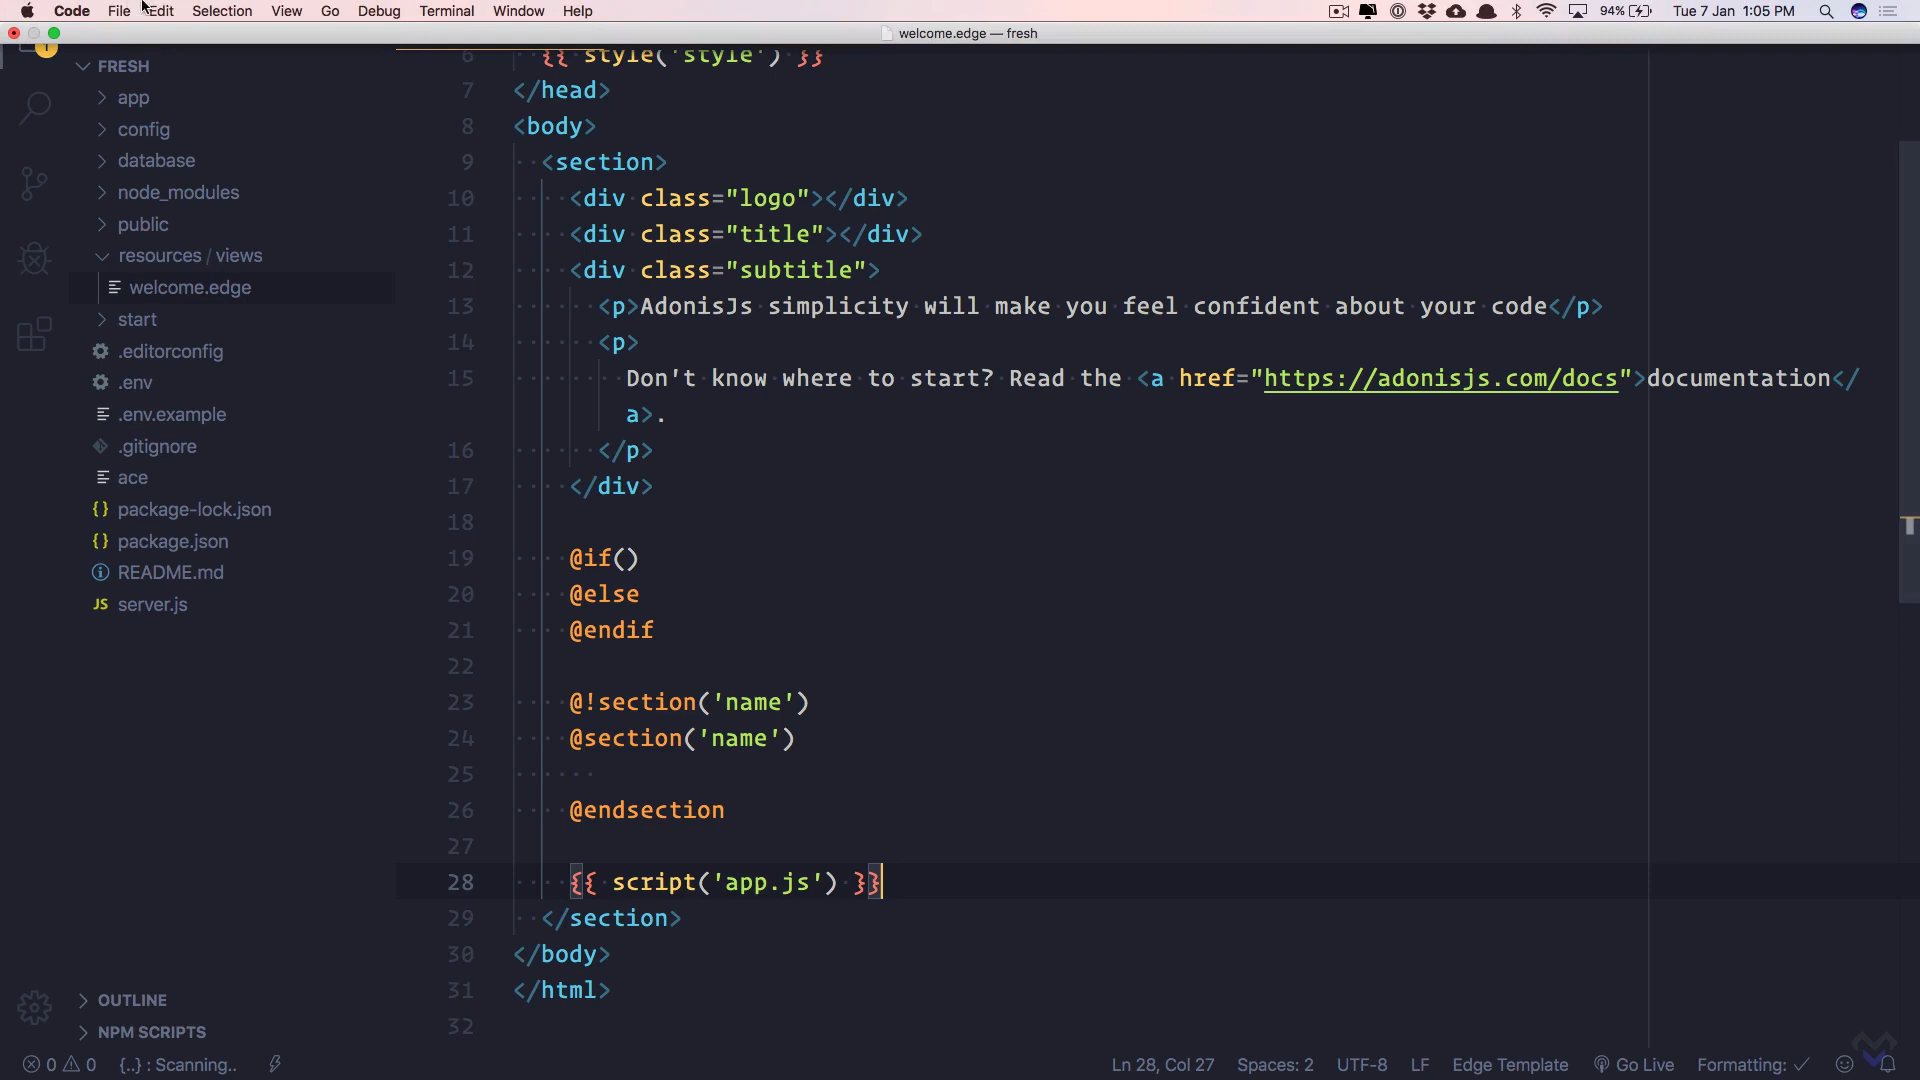 Code File Edit Selection View Go Debug Terminal Window Help 94% Tue 7 Jan 1:05 PM
welcome.edge — fresh
1
FRESH
app
config
database
node_modules
public
resources / views
welcome.edge
start
.editorconfig
.env
.env.example
.gitignore
ace
package-lock.json
package.json
README.md
JS server.js
OUTLINE
NPM SCRIPTS
6 {{ style('style') }}
7 </head>
8 <body>
9 <section>
10 <div class="logo"></div>
11 <div class="title"></div>
12 <div class="subtitle">
13 <p>AdonisJs simplicity will make you feel confident about your code</p>
14 <p>
15 Don't know where to start? Read the <a href="https://adonisjs.com/docs">documentation</
a>.
16 </p>
17 </div>
18
19 @if()
20 @else
21 @endif
22
23 @!section('name')
24 @section('name')
25
26 @endsection
27
28 {{ script('app.js') }}
29 </section>
30 </body>
31 </html>
32
0 0 {..} : Scanning.. Ln 28, Col 27 Spaces: 2 UTF-8 LF Edge Template Go Live Formatting: ✓